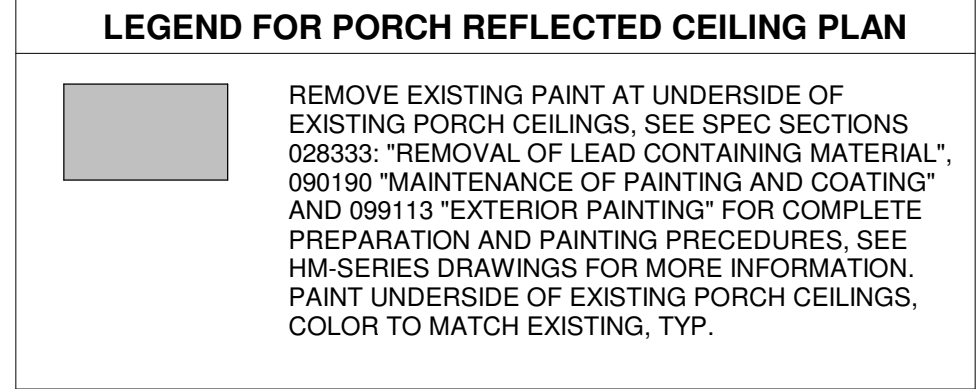 LEGEND FOR PORCH REFLECTED CEILING PLAN
REMOVE EXISTING PAINT AT UNDERSIDE OF
EXISTING PORCH CEILINGS, SEE SPEC SECTIONS
028333: "REMOVAL OF LEAD CONTAINING MATERIAL",
090190 "MAINTENANCE OF PAINTING AND COATING"
AND 099113 "EXTERIOR PAINTING" FOR COMPLETE
PREPARATION AND PAINTING PRECEDURES, SEE
HM-SERIES DRAWINGS FOR MORE INFORMATION.
PAINT UNDERSIDE OF EXISTING PORCH CEILINGS,
COLOR TO MATCH EXISTING, TYP.